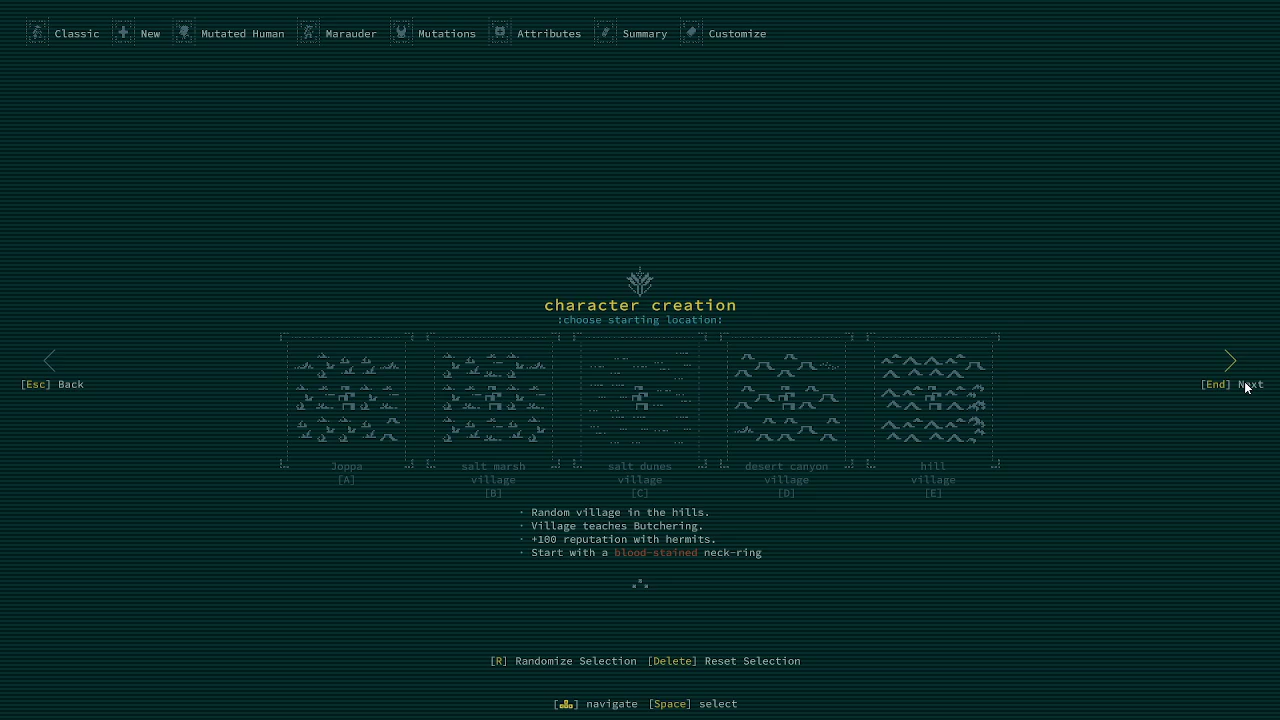 Classic New Mutated Human Marauder Mutations Attributes Summary Customize
character creation
:choose starting location:
[Esc] Back
[End] Next
Joppa
[A]
salt marsh
village
[B]
salt dunes
village
[C]
desert canyon
village
[D]
hill
village
[E]
· Random village in the hills.
· Village teaches Butchering.
· +100 reputation with hermits.
· Start with a blood-stained neck-ring
[R] Randomize Selection [Delete] Reset Selection
[] navigate [Space] select